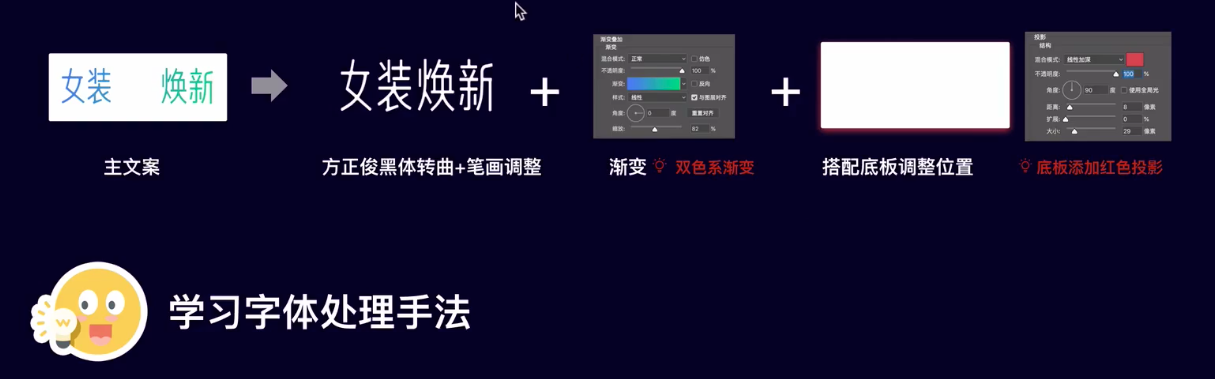 女装 焕新
女装焕新
+
+
渐变叠加
渐变
混合模式: 正常 仿色
不透明度: 100 %
渐变: 反向
样式: 线性 与图层对齐
角度: 0 度 重置对齐
缩放: 82 %
投影
结构
混合模式: 线性加深
不透明度: 100 %
角度: 90 度 使用全局光
距离: 6 像素
扩展: 0 %
大小: 29 像素
主文案
方正俊黑体转曲+笔画调整
渐变 双色系渐变
搭配底板调整位置
底板添加红色投影
学习字体处理手法